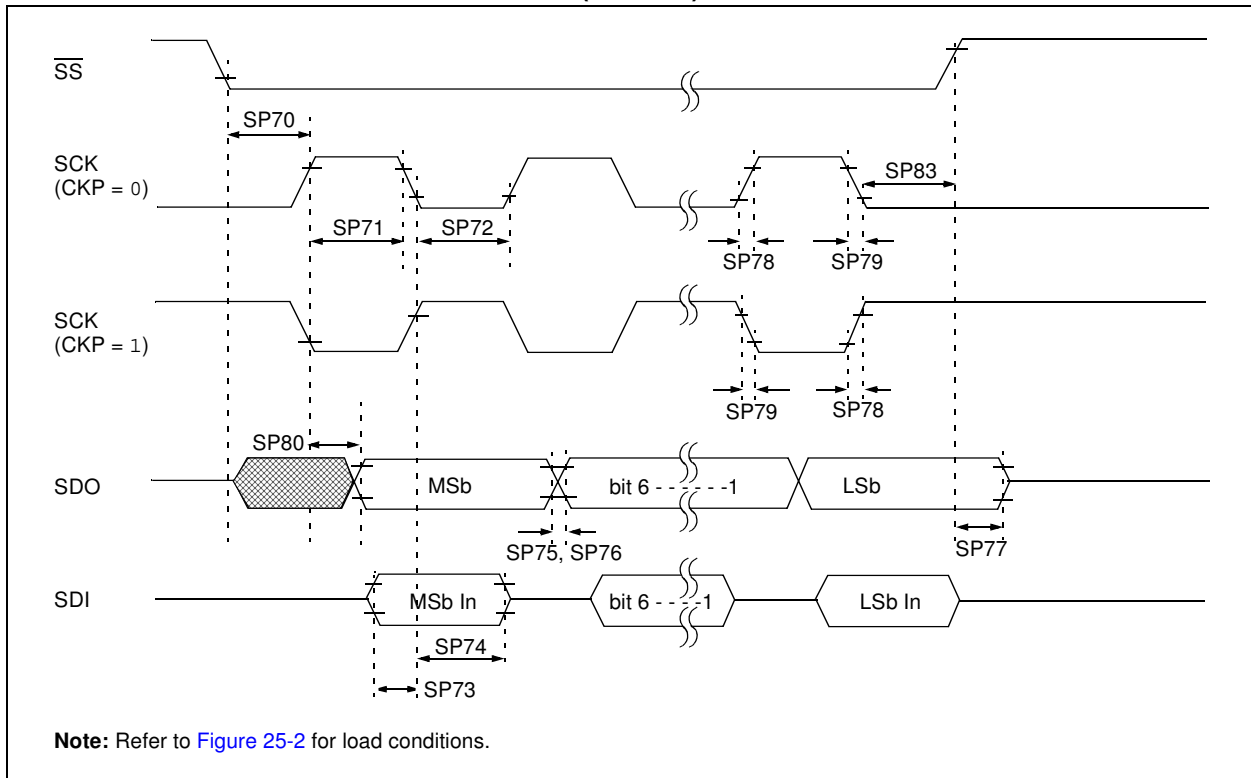 SS
SP70
SCK
(CKP = 0)
SP83
SP71
SP72
SP78
SP79
SCK
(CKP = 1)
SP79
SP78
SP80
SDO
MSb
bit 6 - - - - - -1
LSb
SP75, SP76
SP77
SDI
MSb In
bit 6 - - - -1
LSb In
SP74
SP73
Note: Refer to Figure 25-2 for load conditions.